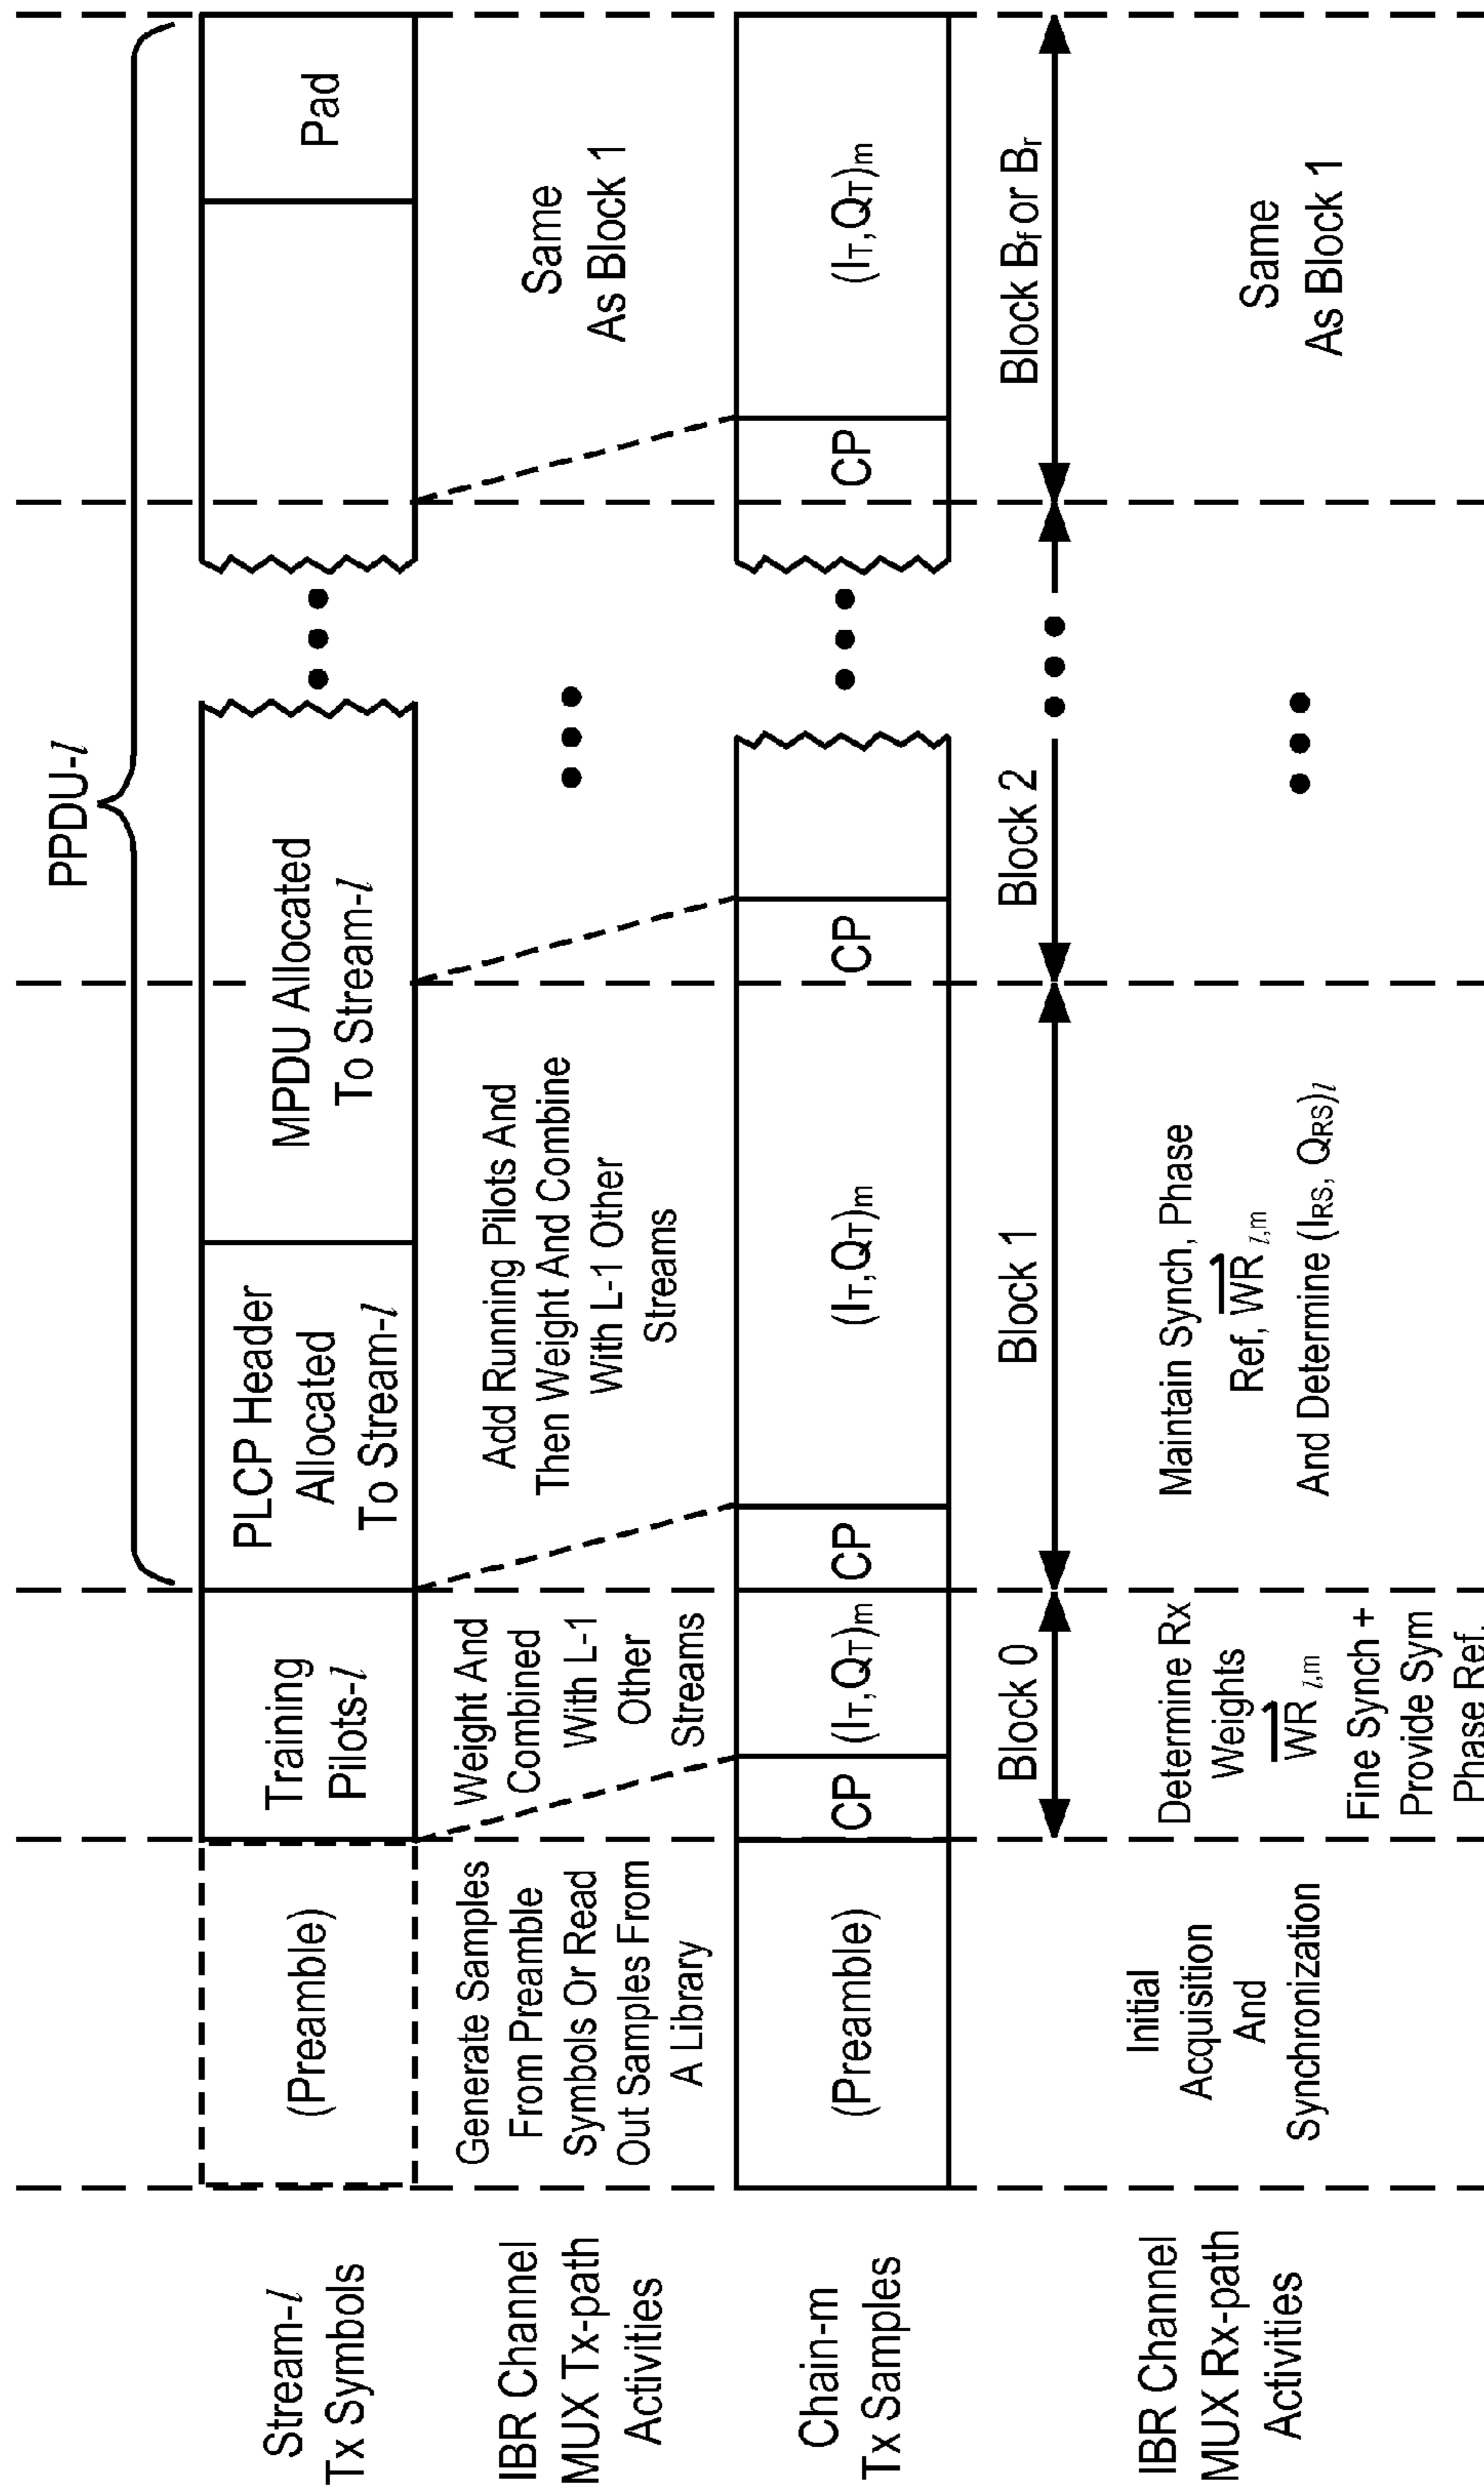 PPDU-l
Stream-l
Tx Symbols
(Preamble)
Training
Pilots-l
PLCP Header
Allocated
To Stream-l
MPDU Allocated
To Stream-l
Pad
IBR Channel
MUX Tx-path
Activities
Generate Samples
From Preamble
Symbols Or Read
Out Samples From
A Library
Weight And
Combined
With L-1
Other
Streams
Add Running Pilots And
Then Weight And Combine
With L-1 Other
Streams
Same
As Block 1
Chain-m
Tx Samples
(Preamble)
CP
(IT,QT)m
CP
(IT,QT)m
CP
CP
(IT,QT)m
Block 0
Block 1
Block 2
Block Bf or Br
IBR Channel
MUX Rx-path
Activities
Initial
Acquisition
And
Synchronization
Determine Rx
Weights
WR l,m
Fine Synch +
Provide Sym
Phase Ref.
Maintain Synch, Phase
Ref, WR l,m
And Determine (IRS, QRS)l
Same
As Block 1